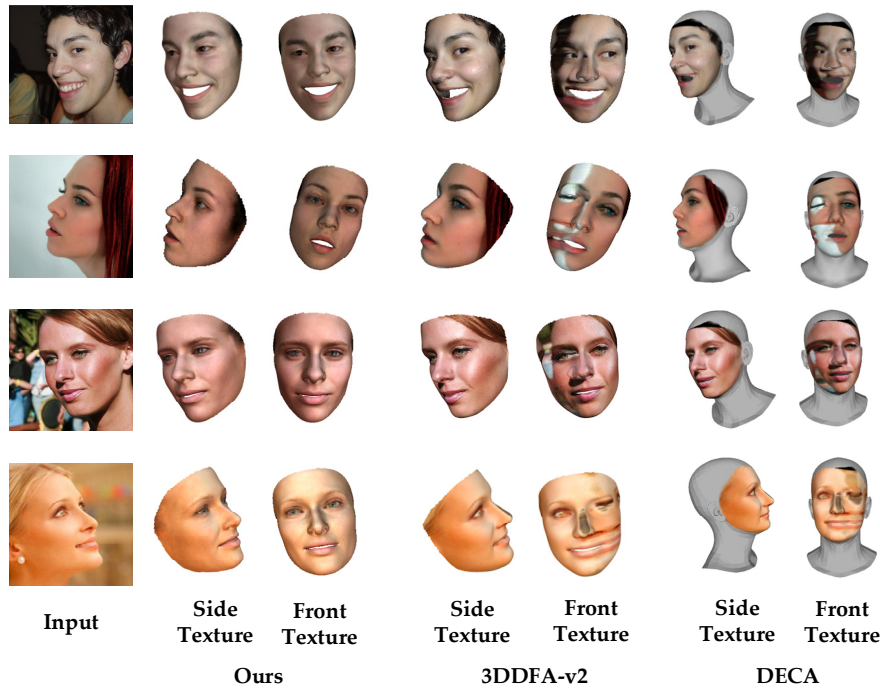 Input
Side Texture
Front Texture
Side Texture
Front Texture
Side Texture
Front Texture
Ours
3DDFA-v2
DECA